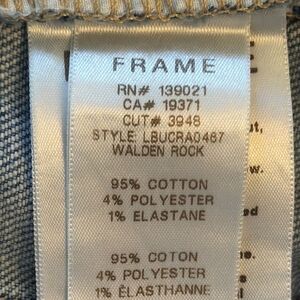 FRAME
RN# 139021
CA# 19371
CUT# 3948
STYLE: LBUCRA0467
WALDEN ROCK
95% COTTON
4% POLYESTER
1% ELASTANE
95% COTON
4% POLYESTER
1% ÉLASTHANNE